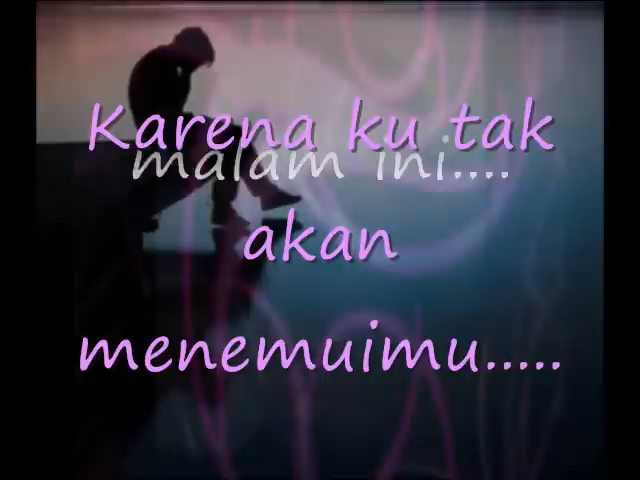 Karena ku tak
malam ini....
akan
menemuimu.....